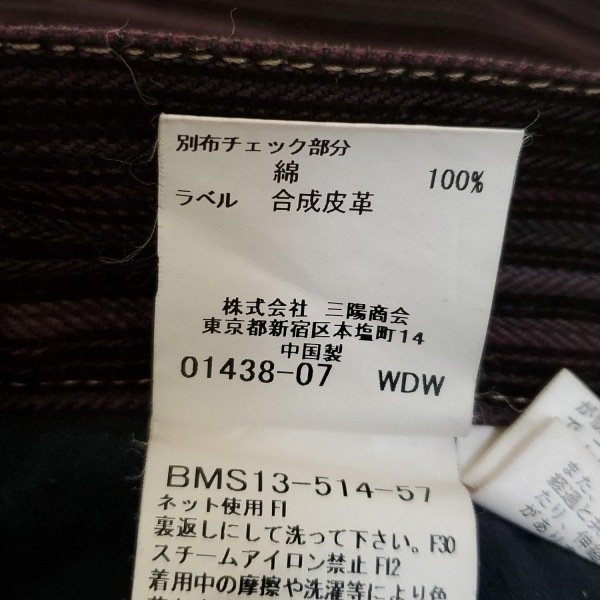 別布チェック部分
綿 100%
ラベル 合成皮革
株式会社 三陽商会
東京都新宿区本塩町14
中国製
01438-07 WDW
BMS13-514-57
ネット使用 FI
裏返しにして洗って下さい。F30
スチームアイロン禁止 F12
着用中の摩擦や洗濯等により色